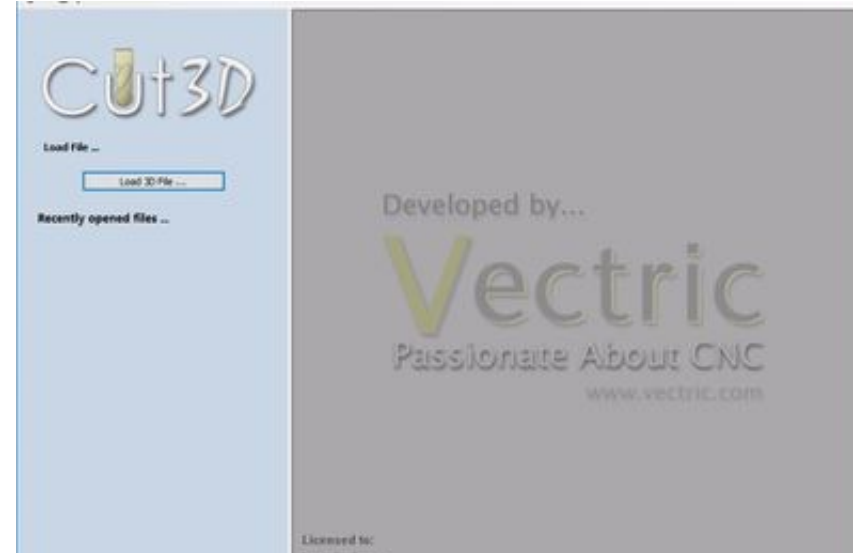 Cut3D
Load File ...
Load 3D File ...
Recently opened files ...
Developed by...
Vectric
Passionate About CNC
www.vectric.com
Licensed to: